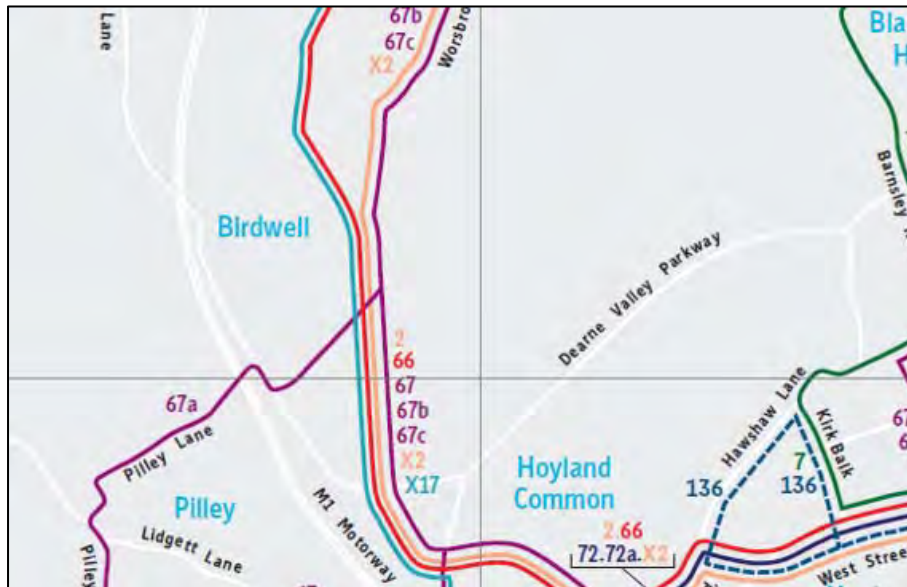 Lane
67b
67c
X2
Worsbro
Bla
H
Barnsley
Birdwell
Dearne Valley Parkway
2
66
67
67b
67c
X2
X17
67a
Pilley Lane
Pilley
Lidgett Lane
Pilley
M1 Motorway
Hoyland
Common
Hawshaw Lane
Kirk Balk
7
136
136
67
6
2.66
72.72a.X2
West Stree